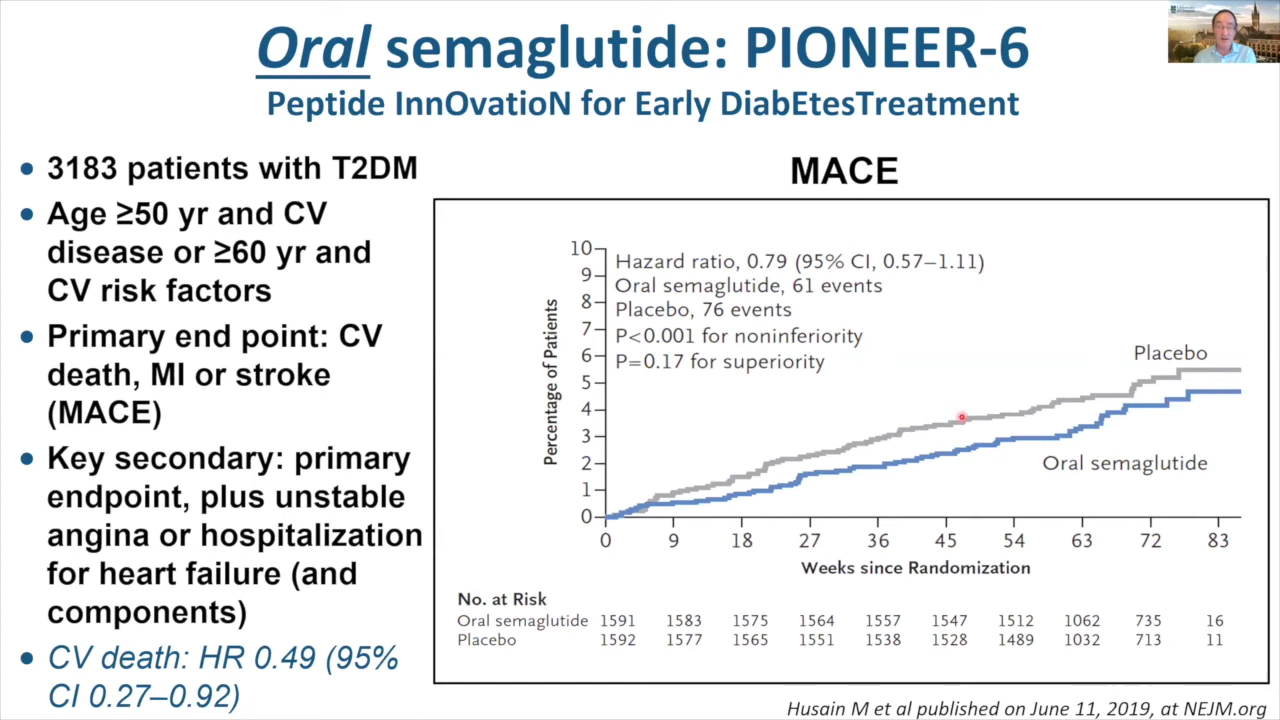 Oral semaglutide: PIONEER-6
Peptide InnOvatioN for Early DiabEtesTreatment
• 3183 patients with T2DM
• Age ≥50 yr and CV
disease or ≥60 yr and
CV risk factors
• Primary end point: CV
death, MI or stroke
(MACE)
• Key secondary: primary
endpoint, plus unstable
angina or hospitalization
for heart failure (and
components)
• CV death: HR 0.49 (95%
CI 0.27–0.92)
MACE
Percentage of Patients
10
9
8
7
6
5
4
3
2
1
0
Hazard ratio, 0.79 (95% CI, 0.57–1.11)
Oral semaglutide, 61 events
Placebo, 76 events
P<0.001 for noninferiority
P=0.17 for superiority
Placebo
Oral semaglutide
0 9 18 27 36 45 54 63 72 83
Weeks since Randomization
No. at Risk
Oral semaglutide 1591 1583 1575 1564 1557 1547 1512 1062 735 16
Placebo 1592 1577 1565 1551 1538 1528 1489 1032 713 11
Husain M et al published on June 11, 2019, at NEJM.org